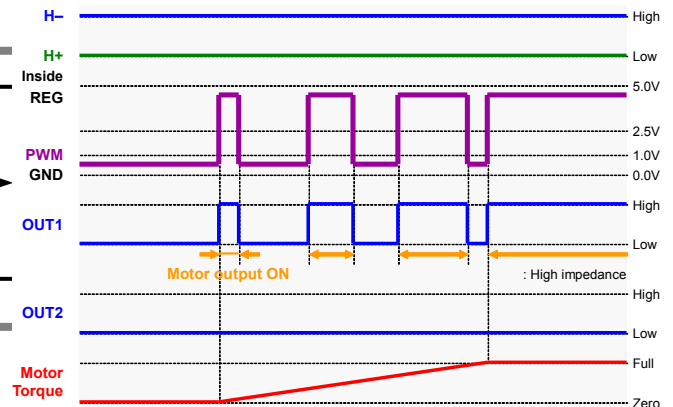 H– High
H+ Low
Inside
REG 5.0V
2.5V
PWM 1.0V
GND 0.0V
High
OUT1
Low
Motor output ON : High impedance
High
OUT2
Low
Full
Motor
Torque
Zero